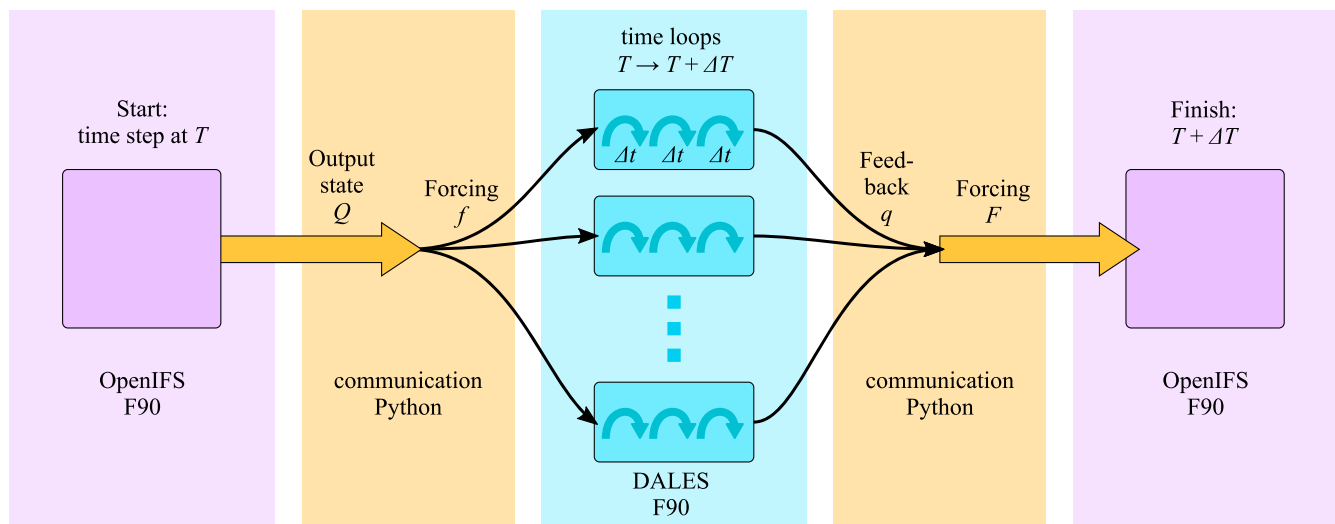 Start:
time step at T
OpenIFS
F90
Output
state
Q
Forcing
f
communication
Python
time loops
T → T + ΔT
Δt Δt Δt
DALES
F90
Feed-
back
q
Forcing
F
communication
Python
Finish:
T + ΔT
OpenIFS
F90